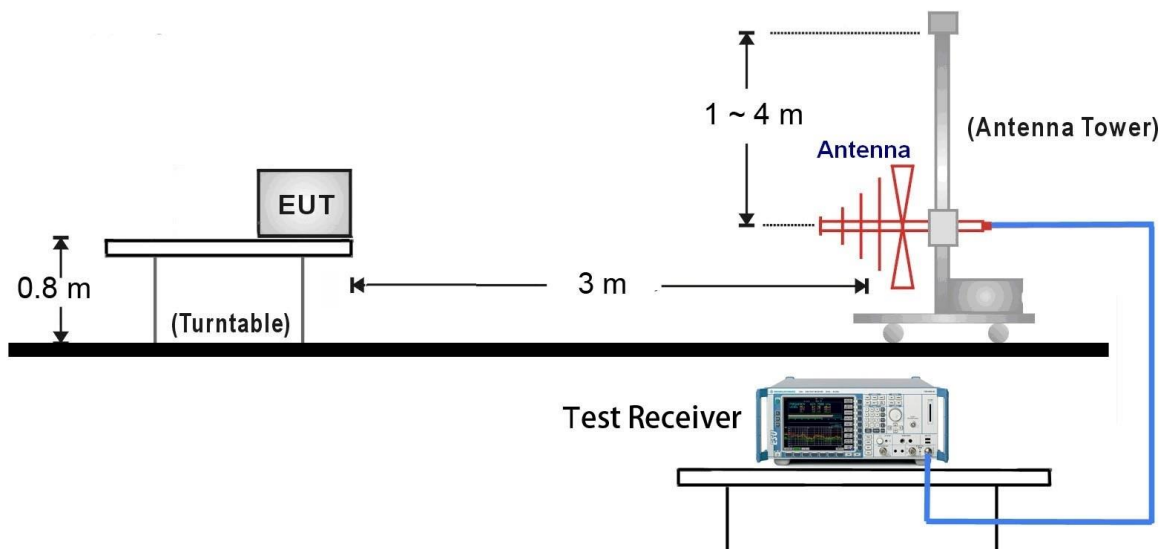 1 ~ 4 m
(Antenna Tower)
Antenna
EUT
0.8 m
3 m
(Turntable)
Test Receiver